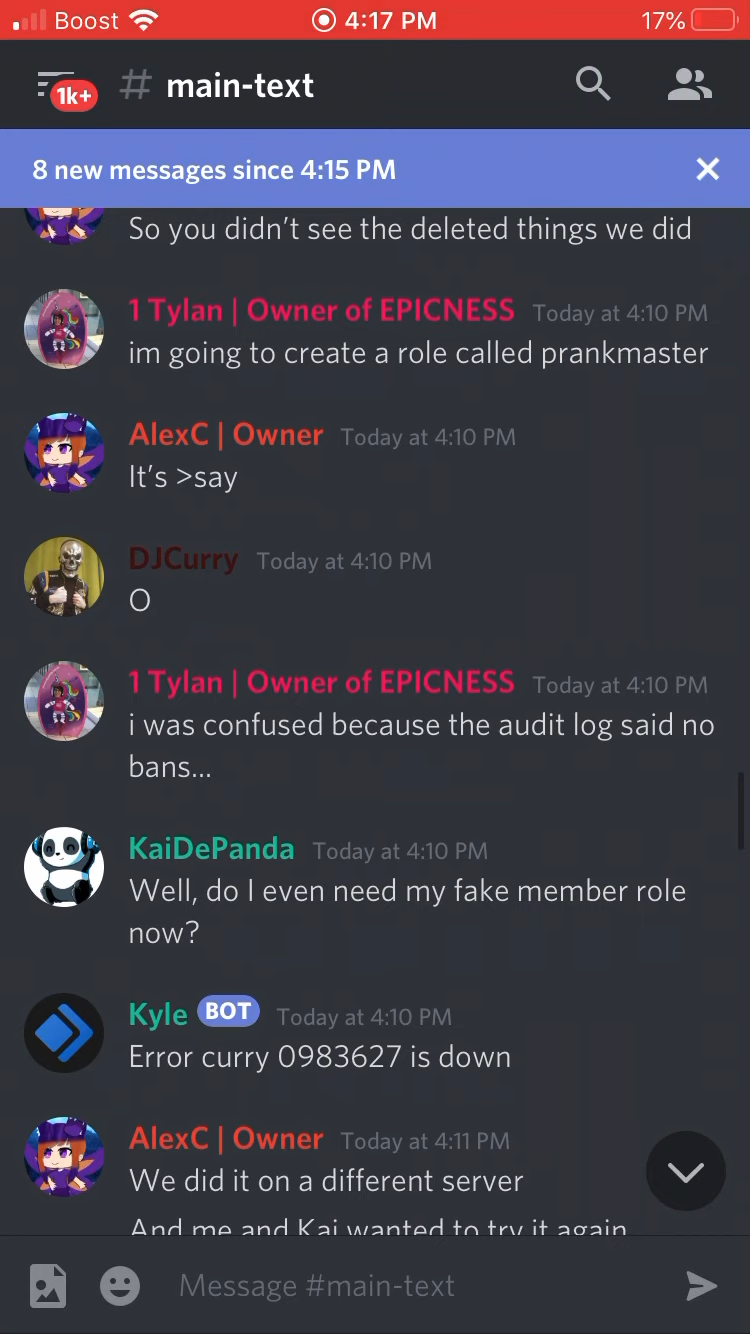 Boost 4:17 PM 17%
1k+ # main-text
8 new messages since 4:15 PM
So you didn’t see the deleted things we did
1 Tylan | Owner of EPICNESS Today at 4:10 PM
im going to create a role called prankmaster
AlexC | Owner Today at 4:10 PM
It’s >say
DJCurry Today at 4:10 PM
O
1 Tylan | Owner of EPICNESS Today at 4:10 PM
i was confused because the audit log said no
bans...
KaiDePanda Today at 4:10 PM
Well, do I even need my fake member role
now?
Kyle BOT Today at 4:10 PM
Error curry 0983627 is down
AlexC | Owner Today at 4:11 PM
We did it on a different server
And me and Kai wanted to try it again
Message #main-text